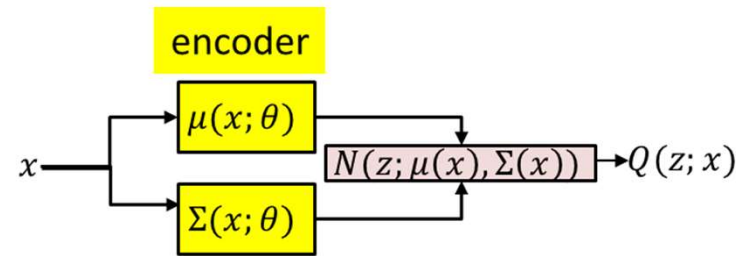 encoder
μ(x; θ)
x
N(z; μ(x), Σ(x))
Q(z; x)
Σ(x; θ)